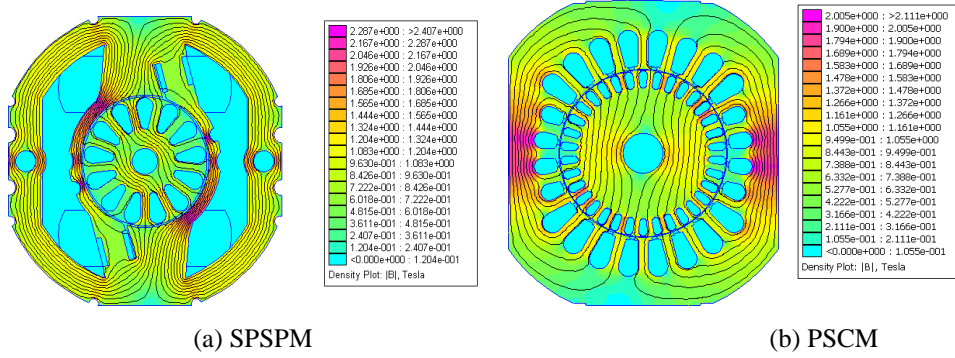 2.287e+000 : >2.407e+000
2.167e+000 : 2.287e+000
2.046e+000 : 2.167e+000
1.926e+000 : 2.046e+000
1.806e+000 : 1.926e+000
1.685e+000 : 1.806e+000
1.565e+000 : 1.685e+000
1.444e+000 : 1.565e+000
1.324e+000 : 1.444e+000
1.204e+000 : 1.324e+000
1.083e+000 : 1.204e+000
9.630e-001 : 1.083e+000
8.426e-001 : 9.630e-001
7.222e-001 : 8.426e-001
6.018e-001 : 7.222e-001
4.815e-001 : 6.018e-001
3.611e-001 : 4.815e-001
2.407e-001 : 3.611e-001
1.204e-001 : 2.407e-001
<0.000e+000 : 1.204e-001
Density Plot: |B|, Tesla
2.005e+000 : >2.111e+000
1.900e+000 : 2.005e+000
1.794e+000 : 1.900e+000
1.689e+000 : 1.794e+000
1.583e+000 : 1.689e+000
1.478e+000 : 1.583e+000
1.372e+000 : 1.478e+000
1.266e+000 : 1.372e+000
1.161e+000 : 1.266e+000
1.055e+000 : 1.161e+000
9.499e-001 : 1.055e+000
8.443e-001 : 9.499e-001
7.388e-001 : 8.443e-001
6.332e-001 : 7.388e-001
5.277e-001 : 6.332e-001
4.222e-001 : 5.277e-001
3.166e-001 : 4.222e-001
2.111e-001 : 3.166e-001
1.055e-001 : 2.111e-001
<0.000e+000 : 1.055e-001
Density Plot: |B|, Tesla
(a) SPSPM
(b) PSCM